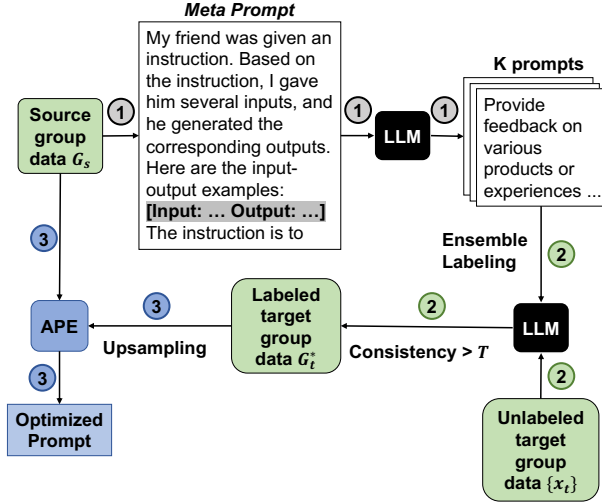 Meta Prompt
My friend was given an
instruction. Based on
the instruction, I gave
him several inputs, and
he generated the
corresponding outputs.
Here are the input-
output examples:
[Input: … Output: …]
The instruction is to
Source
group
data G_s
1
1
LLM
1
K prompts
Provide
feedback on
various
products or
experiences ...
3
Ensemble
Labeling
2
APE
3
Upsampling
Labeled
target
group
data G_t^*
2
Consistency > T
LLM
3
2
Optimized
Prompt
Unlabeled
target
group
data {x_t}